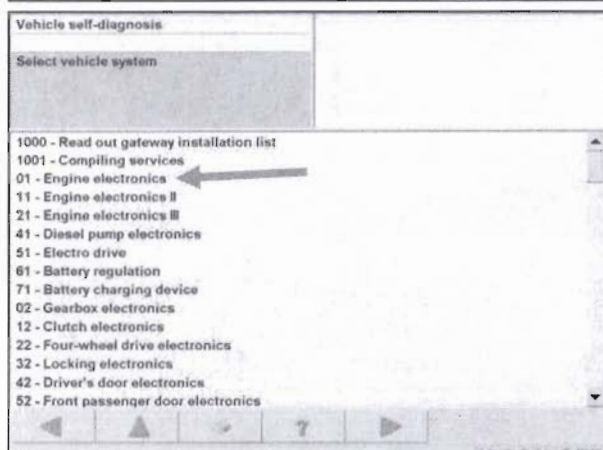 Vehicle self-diagnosis
Select vehicle system
1000 - Read out gateway installation list
1001 - Compiling services
01 - Engine electronics
11 - Engine electronics II
21 - Engine electronics III
41 - Diesel pump electronics
51 - Electro drive
61 - Battery regulation
71 - Battery charging device
02 - Gearbox electronics
12 - Clutch electronics
22 - Four-wheel drive electronics
32 - Locking electronics
42 - Driver's door electronics
52 - Front passenger door electronics
?